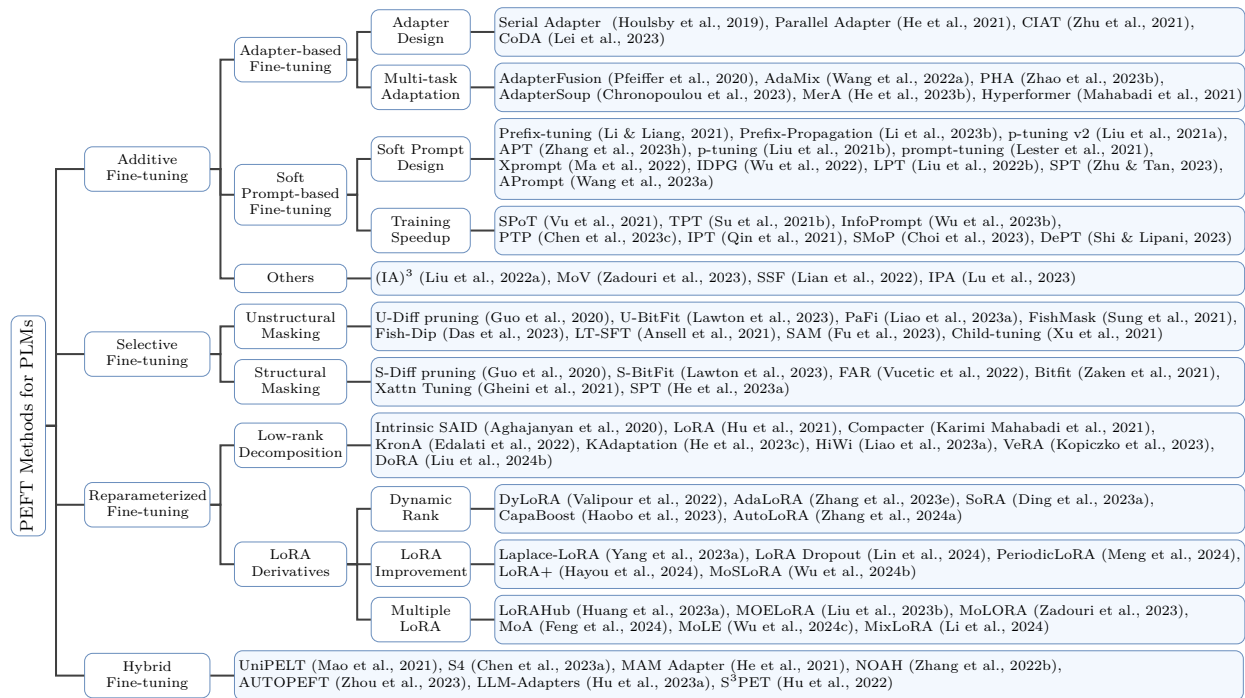 PEFT Methods for PLMs
Additive
Fine-tuning
Adapter-based
Fine-tuning
Adapter
Design
Serial Adapter (Houlsby et al., 2019), Parallel Adapter (He et al., 2021), CIAT (Zhu et al., 2021),
CoDA (Lei et al., 2023)
Multi-task
Adaptation
AdapterFusion (Pfeiffer et al., 2020), AdaMix (Wang et al., 2022a), PHA (Zhao et al., 2023b),
AdapterSoup (Chronopoulou et al., 2023), MerA (He et al., 2023b), Hyperformer (Mahabadi et al., 2021)
Soft
Prompt-based
Fine-tuning
Soft Prompt
Design
Prefix-tuning (Li & Liang, 2021), Prefix-Propagation (Li et al., 2023b), p-tuning v2 (Liu et al., 2021a),
APT (Zhang et al., 2023h), p-tuning (Liu et al., 2021b), prompt-tuning (Lester et al., 2021),
Xprompt (Ma et al., 2022), IDPG (Wu et al., 2022), LPT (Liu et al., 2022b), SPT (Zhu & Tan, 2023),
APrompt (Wang et al., 2023a)
Training
Speedup
SPoT (Vu et al., 2021), TPT (Su et al., 2021b), InfoPrompt (Wu et al., 2023b),
PTP (Chen et al., 2023c), IPT (Qin et al., 2021), SMoP (Choi et al., 2023), DePT (Shi & Lipani, 2023)
Others
(IA)³ (Liu et al., 2022a), MoV (Zadouri et al., 2023), SSF (Lian et al., 2022), IPA (Lu et al., 2023)
Selective
Fine-tuning
Unstructural
Masking
U-Diff pruning (Guo et al., 2020), U-BitFit (Lawton et al., 2023), PaFi (Liao et al., 2023a), FishMask (Sung et al., 2021),
Fish-Dip (Das et al., 2023), LT-SFT (Ansell et al., 2021), SAM (Fu et al., 2023), Child-tuning (Xu et al., 2021)
Structural
Masking
S-Diff pruning (Guo et al., 2020), S-BitFit (Lawton et al., 2023), FAR (Vucetic et al., 2022), Bitfit (Zaken et al., 2021),
Xattn Tuning (Gheini et al., 2021), SPT (He et al., 2023a)
Reparameterized
Fine-tuning
Low-rank
Decomposition
Intrinsic SAID (Aghajanyan et al., 2020), LoRA (Hu et al., 2021), Compacter (Karimi Mahabadi et al., 2021),
KronA (Edalati et al., 2022), KAdaptation (He et al., 2023c), HiWi (Liao et al., 2023a), VeRA (Kopiczko et al., 2023),
DoRA (Liu et al., 2024b)
LoRA
Derivatives
Dynamic
Rank
DyLoRA (Valipour et al., 2022), AdaLoRA (Zhang et al., 2023e), SoRA (Ding et al., 2023a),
CapaBoost (Haobo et al., 2023), AutoLoRA (Zhang et al., 2024a)
LoRA
Improvement
Laplace-LoRA (Yang et al., 2023a), LoRA Dropout (Lin et al., 2024), PeriodicLoRA (Meng et al., 2024),
LoRA+ (Hayou et al., 2024), MoSLoRA (Wu et al., 2024b)
Multiple
LoRA
LoRAHub (Huang et al., 2023a), MOELoRA (Liu et al., 2023b), MoLORA (Zadouri et al., 2023),
MoA (Feng et al., 2024), MoLE (Wu et al., 2024c), MixLoRA (Li et al., 2024)
Hybrid
Fine-tuning
UniPELT (Mao et al., 2021), S4 (Chen et al., 2023a), MAM Adapter (He et al., 2021), NOAH (Zhang et al., 2022b),
AUTOPEFT (Zhou et al., 2023), LLM-Adapters (Hu et al., 2023a), S³PET (Hu et al., 2022)